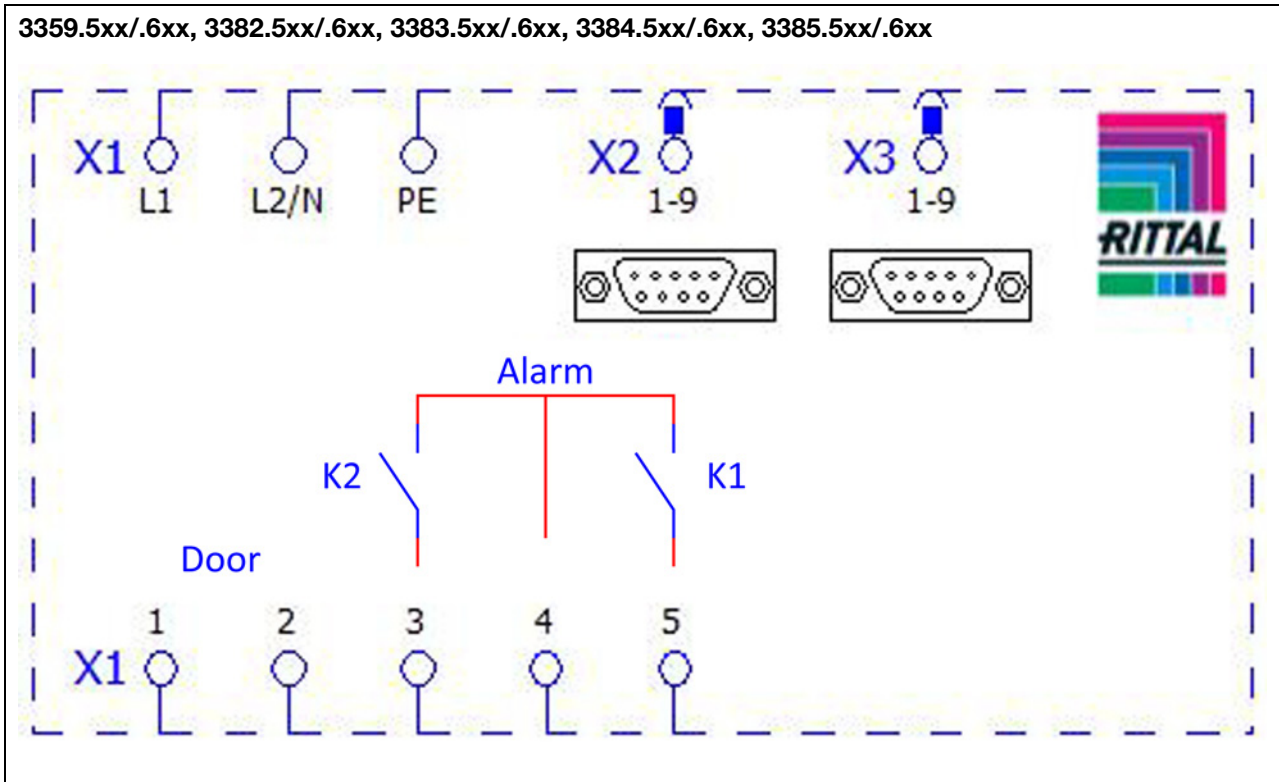 3359.5xx/.6xx, 3382.5xx/.6xx, 3383.5xx/.6xx, 3384.5xx/.6xx, 3385.5xx/.6xx
X1 X2 X3
L1 L2/N PE 1-9 1-9
RITTAL
Alarm
K2 K1
Door
1 2 3 4 5
X1